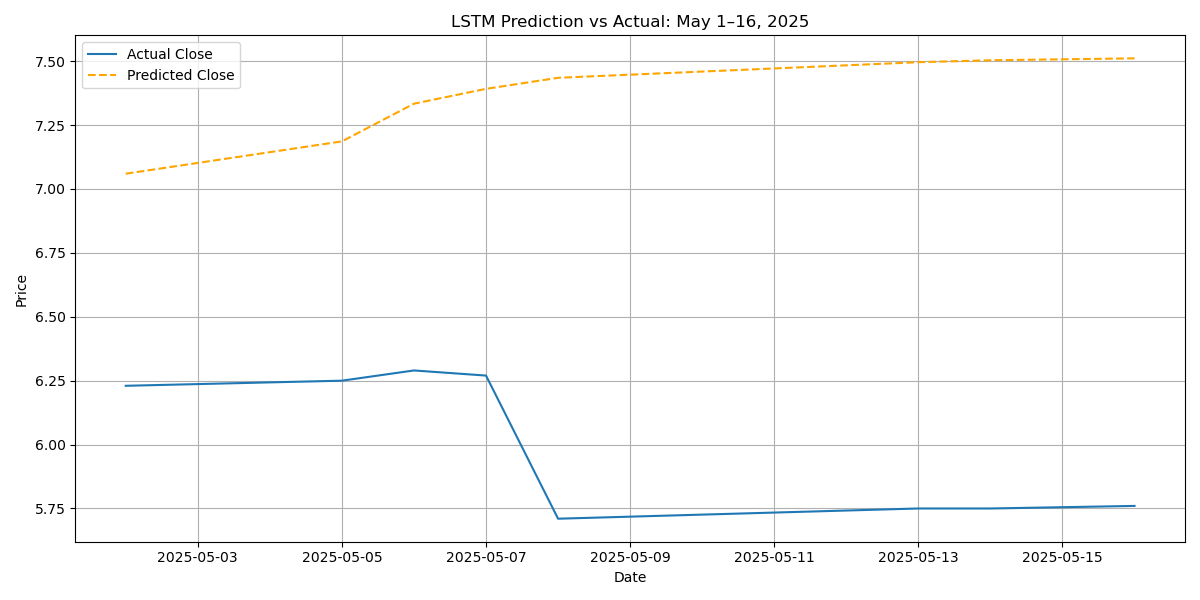 LSTM Prediction vs Actual: May 1–16, 2025
Actual Close
Predicted Close
7.50
7.25
7.00
6.75
6.50
6.25
6.00
5.75
Price
2025-05-03 2025-05-05 2025-05-07 2025-05-09 2025-05-11 2025-05-13 2025-05-15
Date